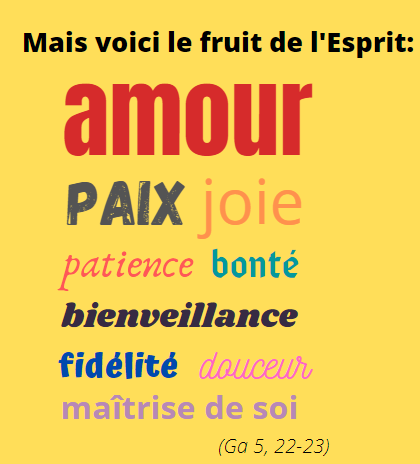 Mais voici le fruit de l'Esprit:
amour
PAIX joie
patience bonté
bienveillance
fidélité douceur
maîtrise de soi
(Ga 5, 22-23)